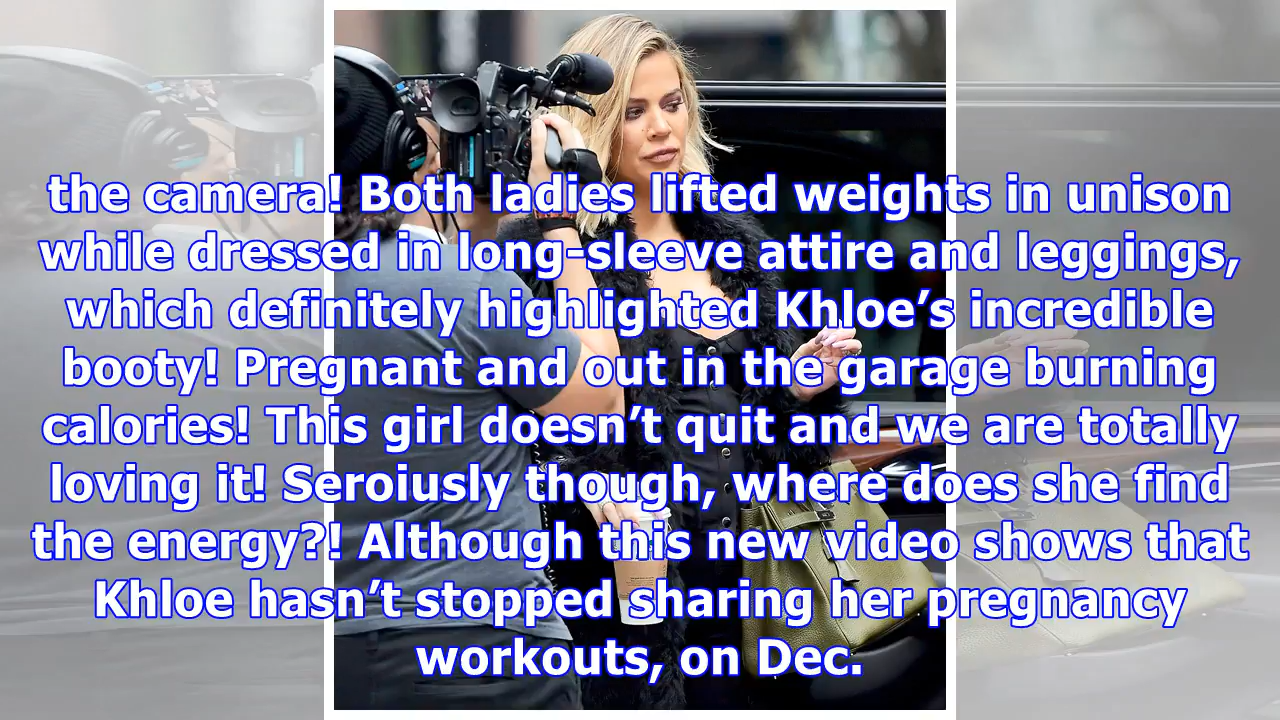 the camera! Both ladies lifted weights in unison
while dressed in long-sleeve attire and leggings,
which definitely highlighted Khloe’s incredible
booty! Pregnant and out in the garage burning
calories! This girl doesn’t quit and we are totally
loving it! Seroiusly though, where does she find
the energy?! Although this new video shows that
Khloe hasn’t stopped sharing her pregnancy
workouts, on Dec.